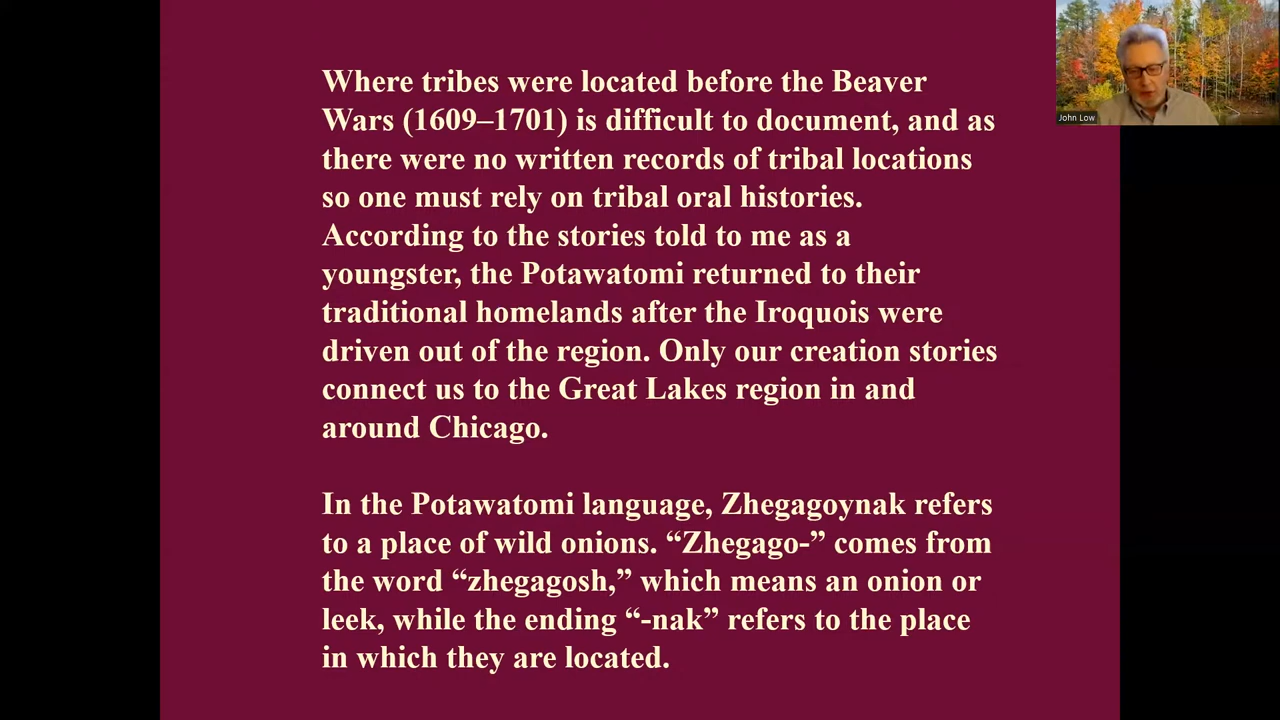 Where tribes were located before the Beaver
Wars (1609–1701) is difficult to document, and as
there were no written records of tribal locations
so one must rely on tribal oral histories.
According to the stories told to me as a
youngster, the Potawatomi returned to their
traditional homelands after the Iroquois were
driven out of the region. Only our creation stories
connect us to the Great Lakes region in and
around Chicago.
In the Potawatomi language, Zhegagoynak refers
to a place of wild onions. “Zhegago-” comes from
the word “zhegagosh,” which means an onion or
leek, while the ending “-nak” refers to the place
in which they are located.
John Low